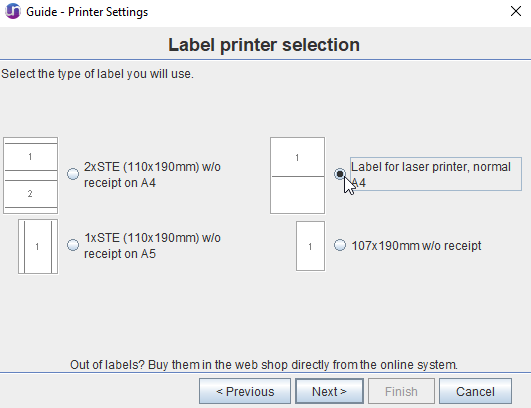 Guide - Printer Settings
Label printer selection
Select the type of label you will use.
1
2
2xSTE (110x190mm) w/o
receipt on A4
1
Label for laser printer, normal
A4
1
1xSTE (110x190mm) w/o
receipt on A5
1
107x190mm w/o receipt
Out of labels? Buy them in the web shop directly from the online system.
< Previous
Next >
Finish
Cancel